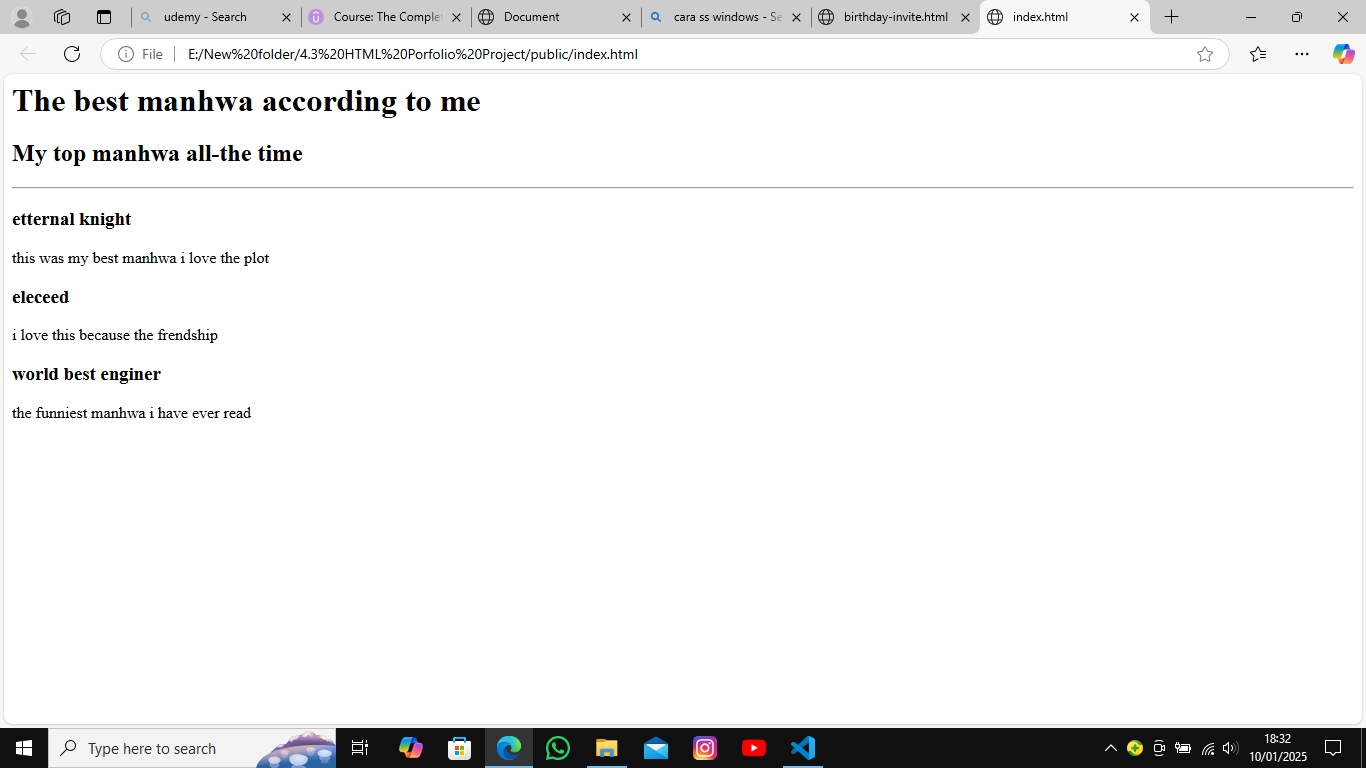 udemy - Search
Course: The Complet
Document
cara ss windows - Se
birthday-invite.html
index.html
File
E:/New%20folder/4.3%20HTML%20Porfolio%20Project/public/index.html
The best manhwa according to me
My top manhwa all-the time
etternal knight
this was my best manhwa i love the plot
eleceed
i love this because the frendship
world best enginer
the funniest manhwa i have ever read
Type here to search
18:32
10/01/2025